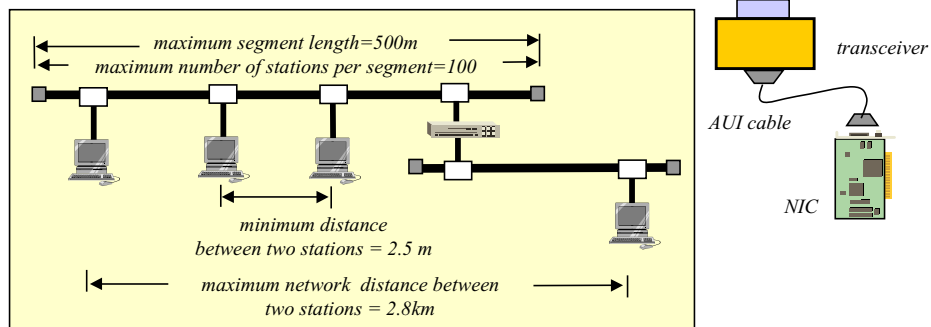 maximum segment length=500m
maximum number of stations per segment=100
minimum distance
between two stations = 2.5 m
maximum network distance between
two stations = 2.8km
transceiver
AUI cable
NIC